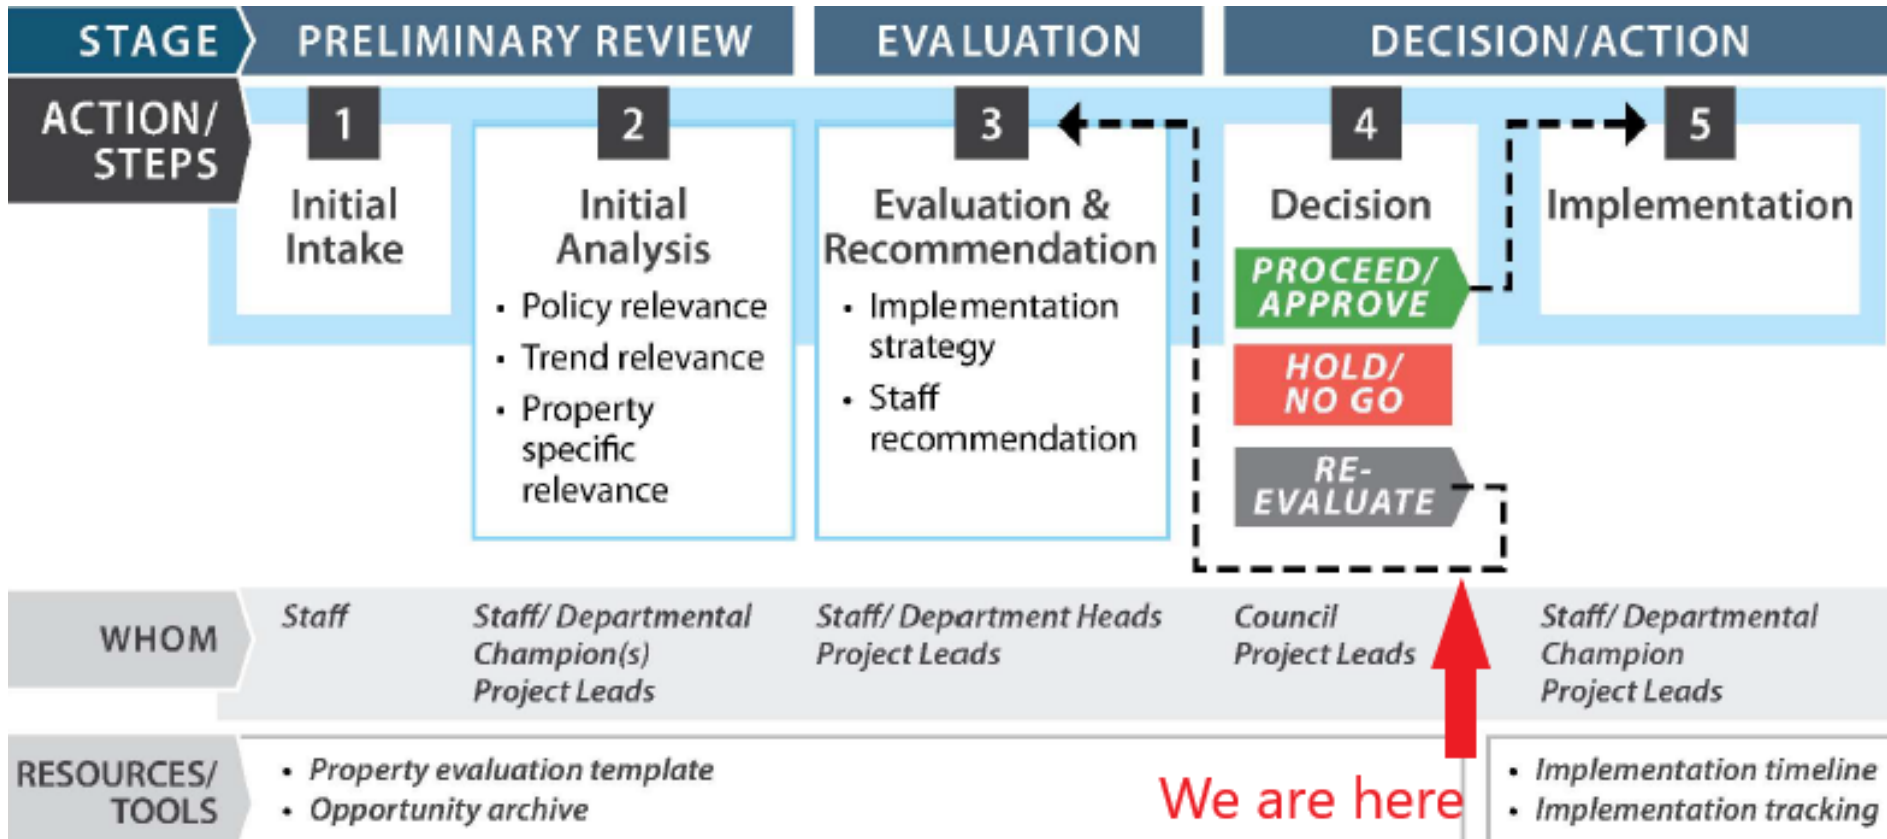 STAGE
PRELIMINARY REVIEW
EVALUATION
DECISION/ACTION
ACTION/
STEPS
1
Initial
Intake
2
Initial
Analysis
• Policy relevance
• Trend relevance
• Property
specific
relevance
3
Evaluation &
Recommendation
• Implementation
strategy
• Staff
recommendation
4
Decision
PROCEED/
APPROVE
HOLD/
NO GO
RE-
EVALUATE
5
Implementation
WHOM
Staff
Staff/ Departmental
Champion(s)
Project Leads
Staff/ Department Heads
Project Leads
Council
Project Leads
Staff/ Departmental
Champion
Project Leads
RESOURCES/
TOOLS
• Property evaluation template
• Opportunity archive
We are here
• Implementation timeline
• Implementation tracking